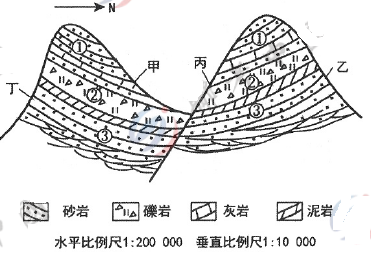 N
① 甲 丙 ① 乙
丁 ② ②
③ ③
砂岩 礫岩 灰岩 泥岩
水平比例尺1:200 000 垂直比例尺1:10 000